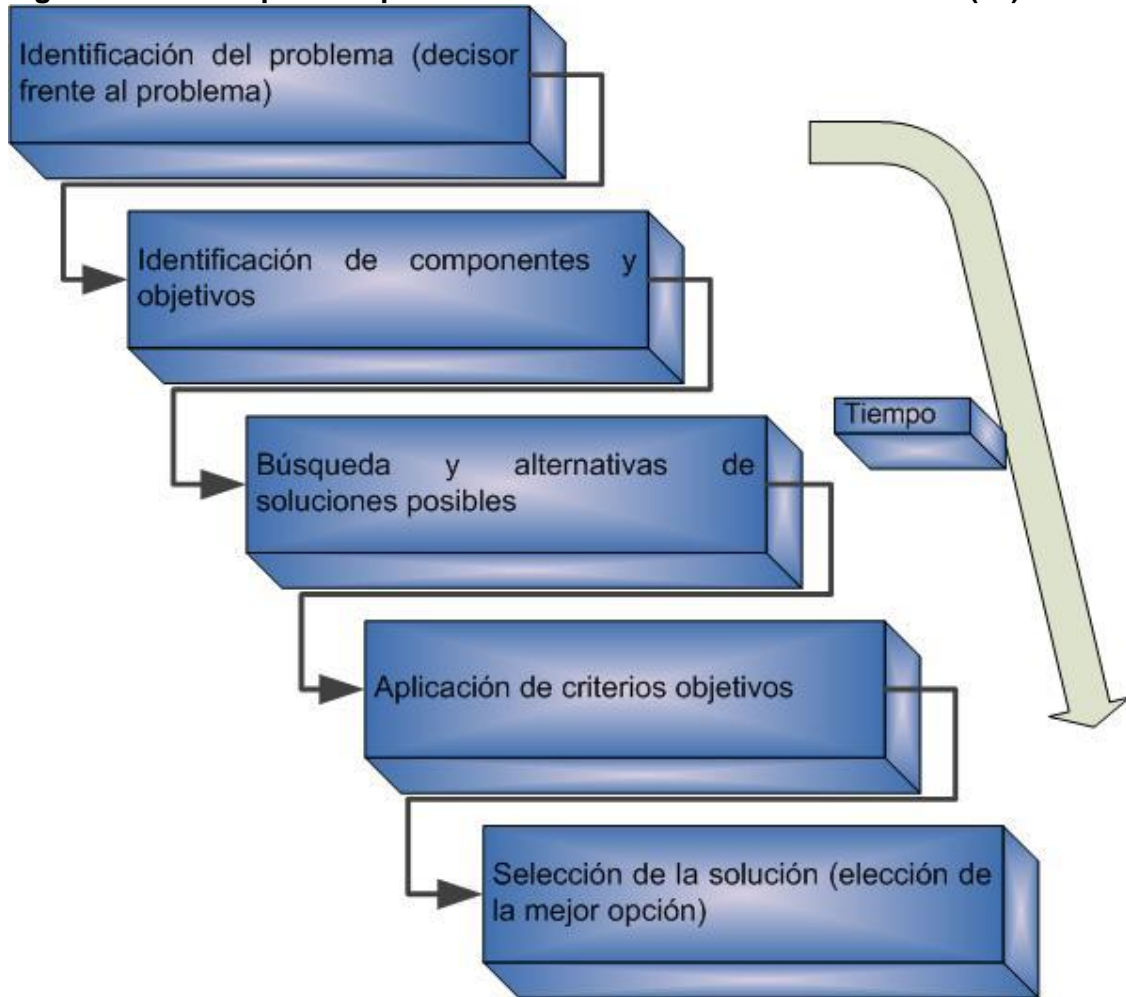 Identificación del problema (decisor
frente al problema)
Identificación de componentes y
objetivos
Tiempo
Búsqueda y alternativas de
soluciones posibles
Aplicación de criterios objetivos
Selección de la solución (elección de
la mejor opción)